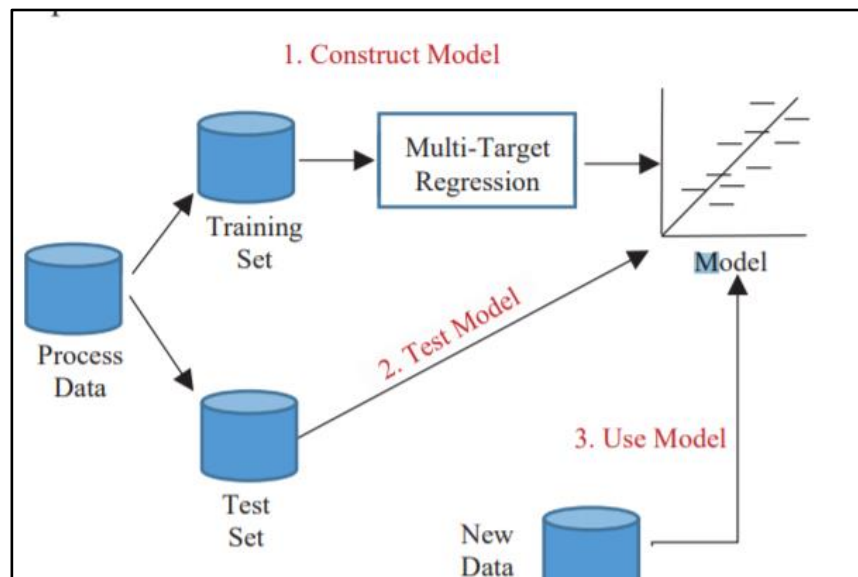 1. Construct Model
Multi-Target
Regression
Training
Set
Model
Process
Data
2. Test Model
Test
Set
3. Use Model
New
Data